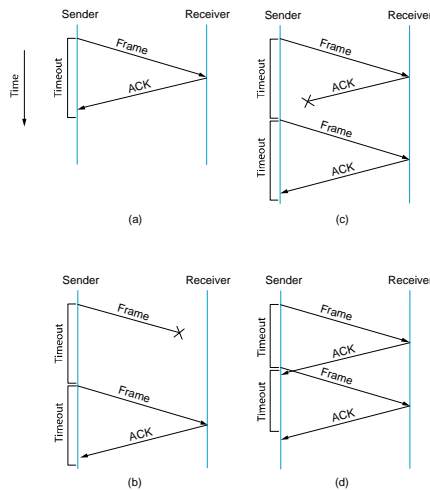 Sender Receiver
Frame
ACK
Timeout
Time
(a)
Sender Receiver
Frame
ACK
Timeout
Frame
ACK
Timeout
(c)
Sender Receiver
Frame
Timeout
Frame
ACK
Timeout
(b)
Sender Receiver
Frame
ACK
Timeout
Frame
ACK
Timeout
(d)